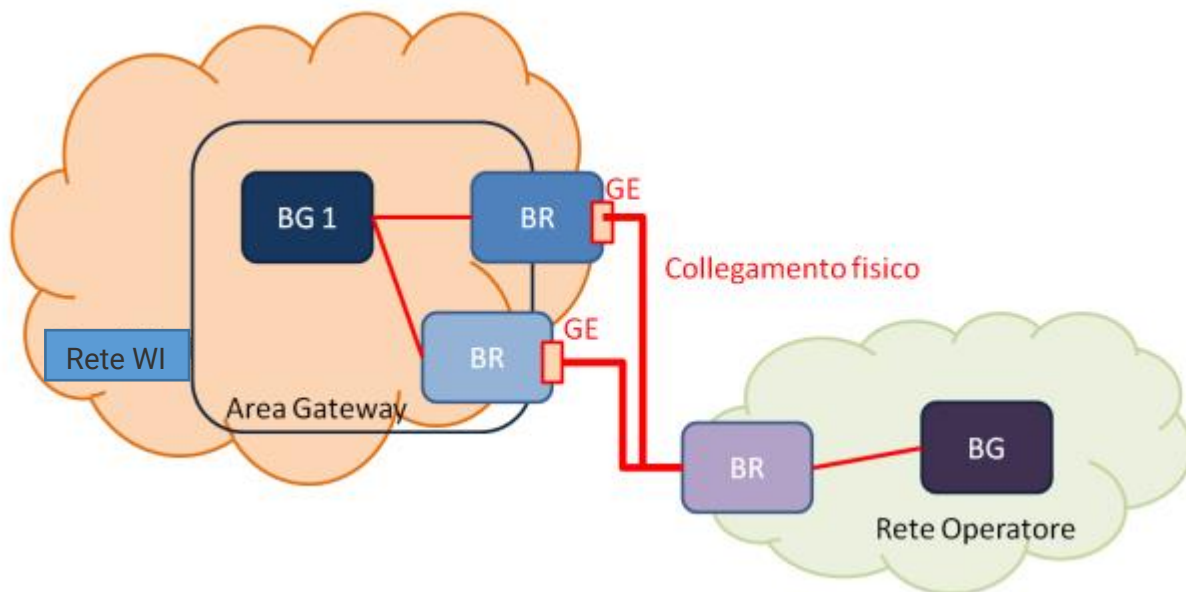 BG 1
BR
GE
Collegamento fisico
GE
BR
Rete WI
Area Gateway
BR
BG
Rete Operatore